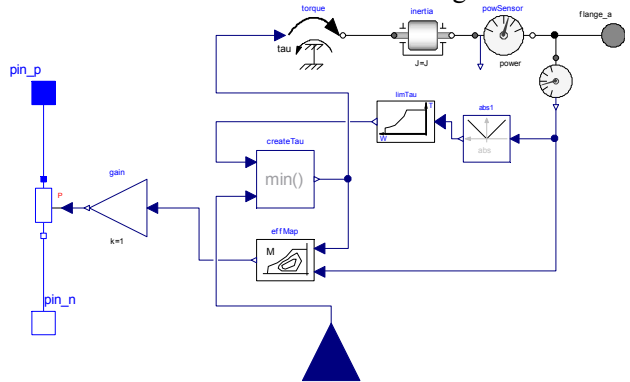 torque
inertia
powSensor
flange_a
tau
J=J
power
pin_p
limTau
T
W
abs1
abs
createTau
min()
gain
P
k=1
effMap
M
pin_n